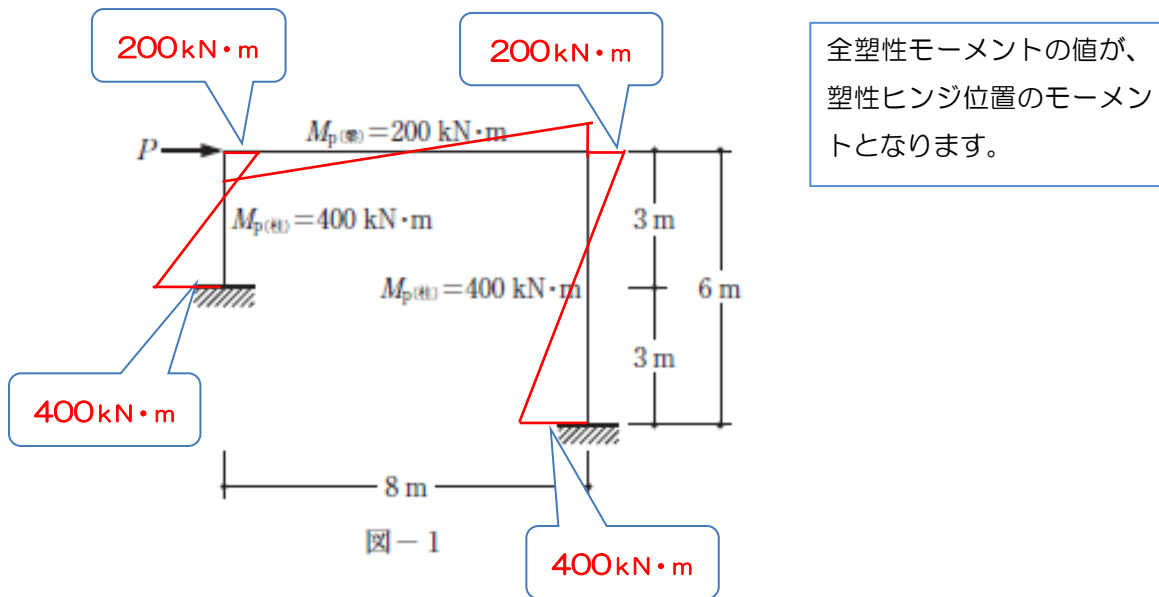 200kN・m
200kN・m
全塑性モーメントの値が、
塑性ヒンジ位置のモーメン
トとなります。
Mp(梁)=200 kN·m
P
Mp(柱)=400 kN·m
3 m
Mp(柱)=400 kN·m
6 m
3 m
400kN・m
8 m
図-1
400kN・m